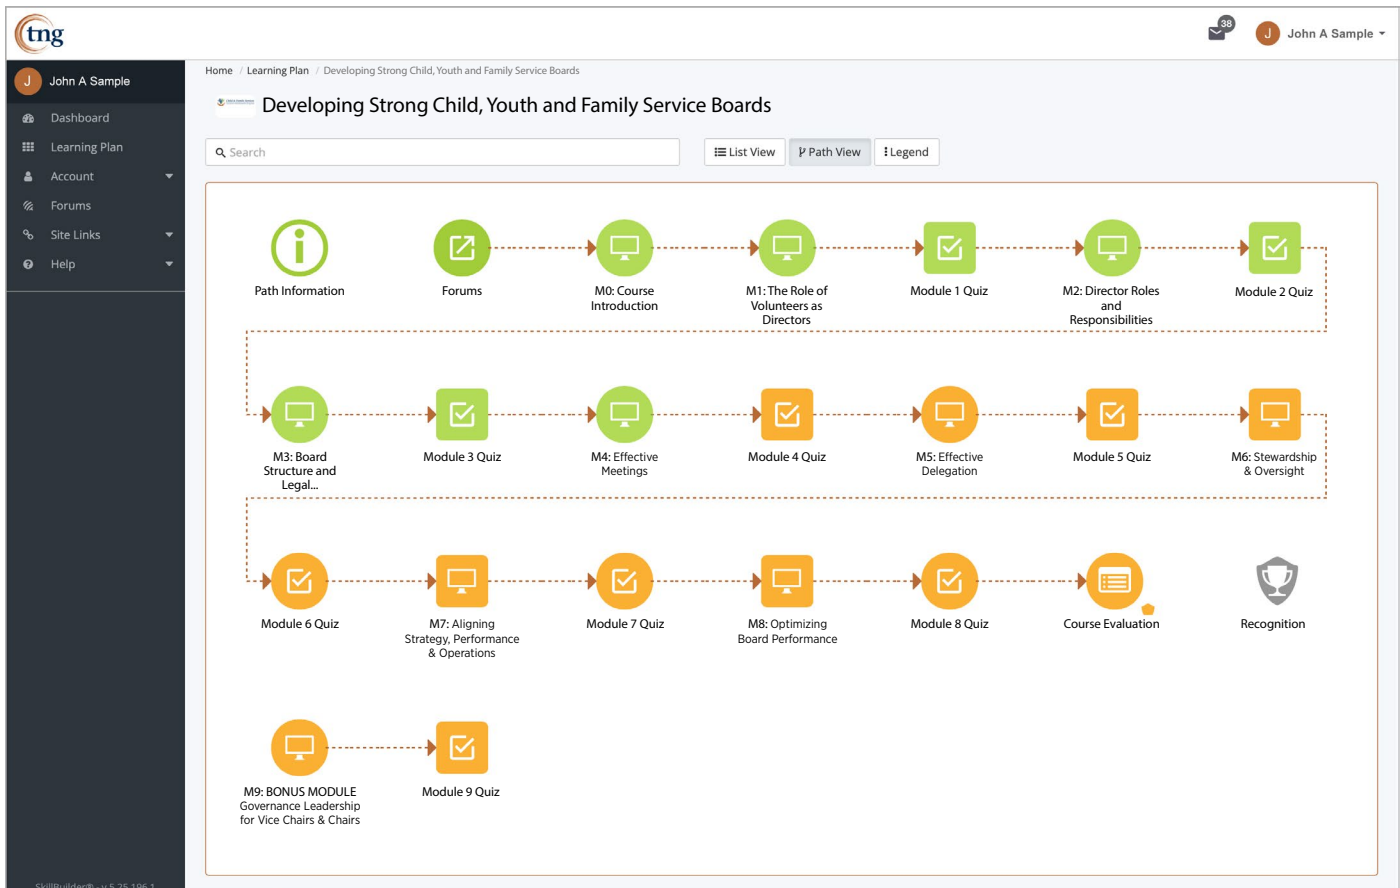 tng
38
J
John A Sample
J
John A Sample
Dashboard
Learning Plan
Account
Forums
Site Links
Help
SkillBuilder® - v 5.25.196.1
Home / Learning Plan / Developing Strong Child, Youth and Family Service Boards
Developing Strong Child, Youth and Family Service Boards
Search
List View
Path View
Legend
Path Information
Forums
M0: Course
Introduction
M1: The Role of
Volunteers as
Directors
Module 1 Quiz
M2: Director Roles
and
Responsibilities
Module 2 Quiz
M3: Board
Structure and
Legal...
Module 3 Quiz
M4: Effective
Meetings
Module 4 Quiz
M5: Effective
Delegation
Module 5 Quiz
M6: Stewardship
& Oversight
Module 6 Quiz
M7: Aligning
Strategy, Performance
& Operations
Module 7 Quiz
M8: Optimizing
Board Performance
Module 8 Quiz
Course Evaluation
Recognition
M9: BONUS MODULE
Governance Leadership
for Vice Chairs & Chairs
Module 9 Quiz